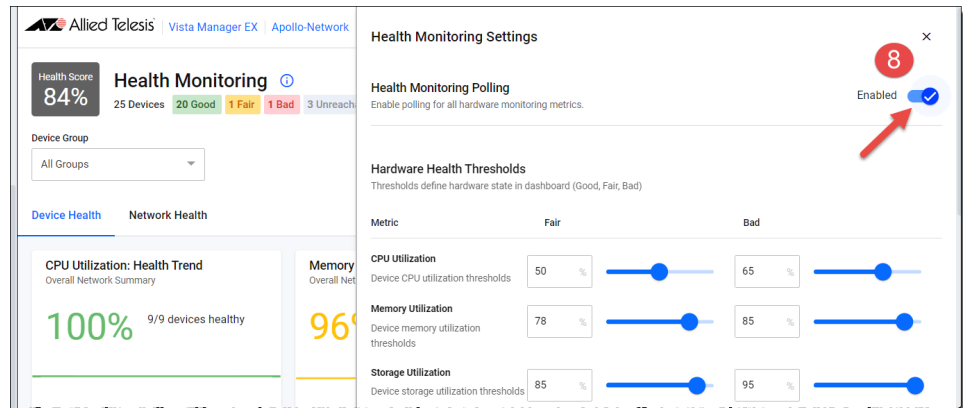 Allied Telesis Vista Manager EX Apollo-Network
Health Score
84%
Health Monitoring
25 Devices 20 Good 1 Fair 1 Bad 3
Device Group
All Groups
Device Health Network Health
CPU Utilization: Health Trend
Overall Network Summary
100% 9/9 devices healthy
Memory
Overall
Health Monitoring Settings
8
Health Monitoring Polling
Enable polling for all hardware monitoring metrics.
Enabled
Hardware Health Thresholds
Thresholds define hardware state in dashboard (Good, Fair, Bad)
Metric Fair Bad
CPU Utilization
Device CPU utilization thresholds
50 % 65 %
Memory Utilization
Device memory utilization
thresholds
78 % 85 %
Storage Utilization
Device storage utilization thresholds
85 % 95 %